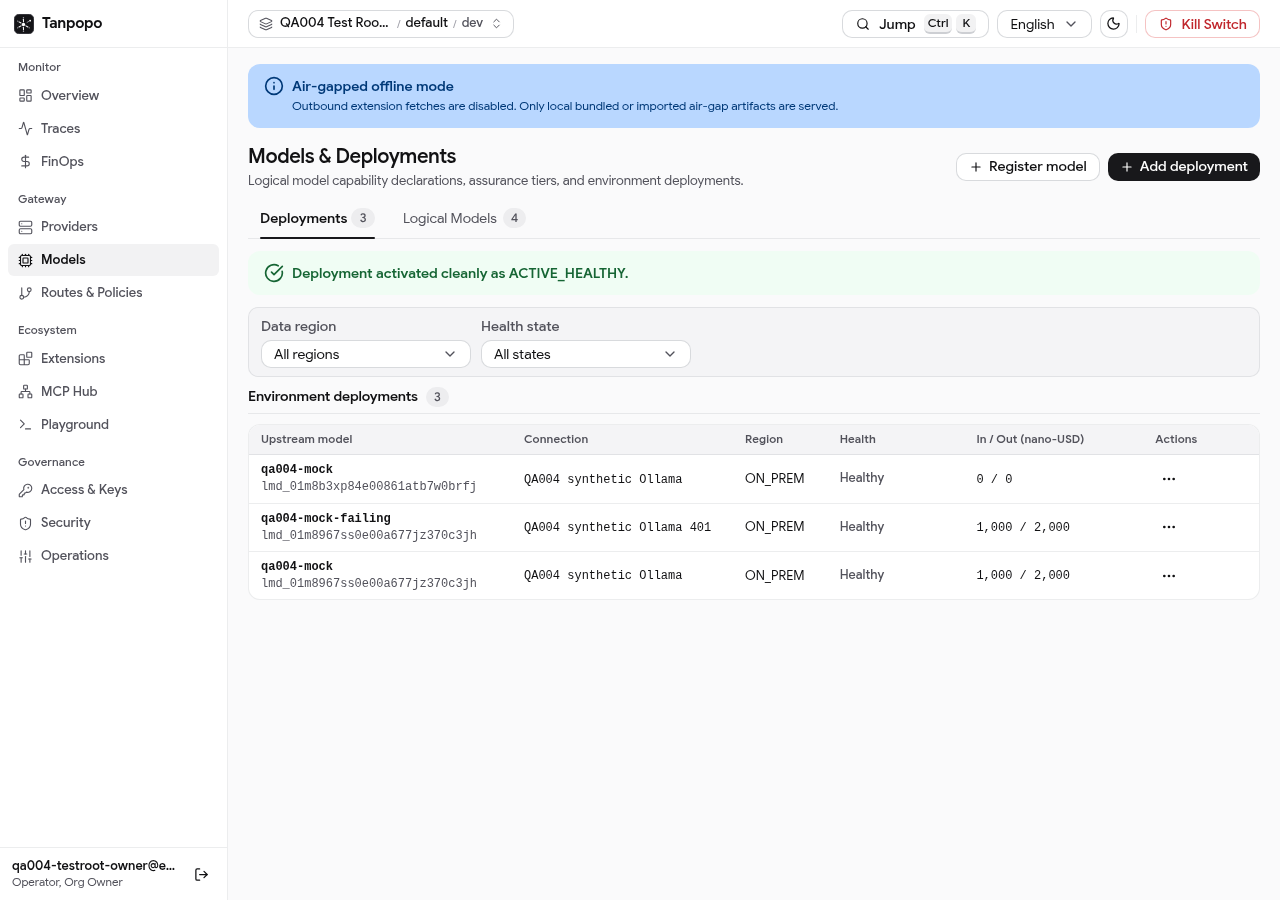 Tanpopo
QA004 Test Roo... / default / dev
Jump Ctrl K
English
Kill Switch
Monitor
Overview
Traces
FinOps
Gateway
Providers
Models
Routes & Policies
Ecosystem
Extensions
MCP Hub
Playground
Governance
Access & Keys
Security
Operations
qa004-testroot-owner@e...
Operator, Org Owner
Air-gapped offline mode
Outbound extension fetches are disabled. Only local bundled or imported air-gap artifacts are served.
Models & Deployments
Logical model capability declarations, assurance tiers, and environment deployments.
Register model
Add deployment
Deployments 3
Logical Models 4
Deployment activated cleanly as ACTIVE_HEALTHY.
Data region
All regions
Health state
All states
Environment deployments 3
Upstream model Connection Region Health In / Out (nano-USD) Actions
qa004-mock
lmd_01m8b3xp84e00861atb7w0brfj
QA004 synthetic Ollama ON_PREM Healthy 0 / 0
qa004-mock-failing
lmd_01m8967ss0e00a677jz370c3jh
QA004 synthetic Ollama 401 ON_PREM Healthy 1,000 / 2,000
qa004-mock
lmd_01m8967ss0e00a677jz370c3jh
QA004 synthetic Ollama ON_PREM Healthy 1,000 / 2,000